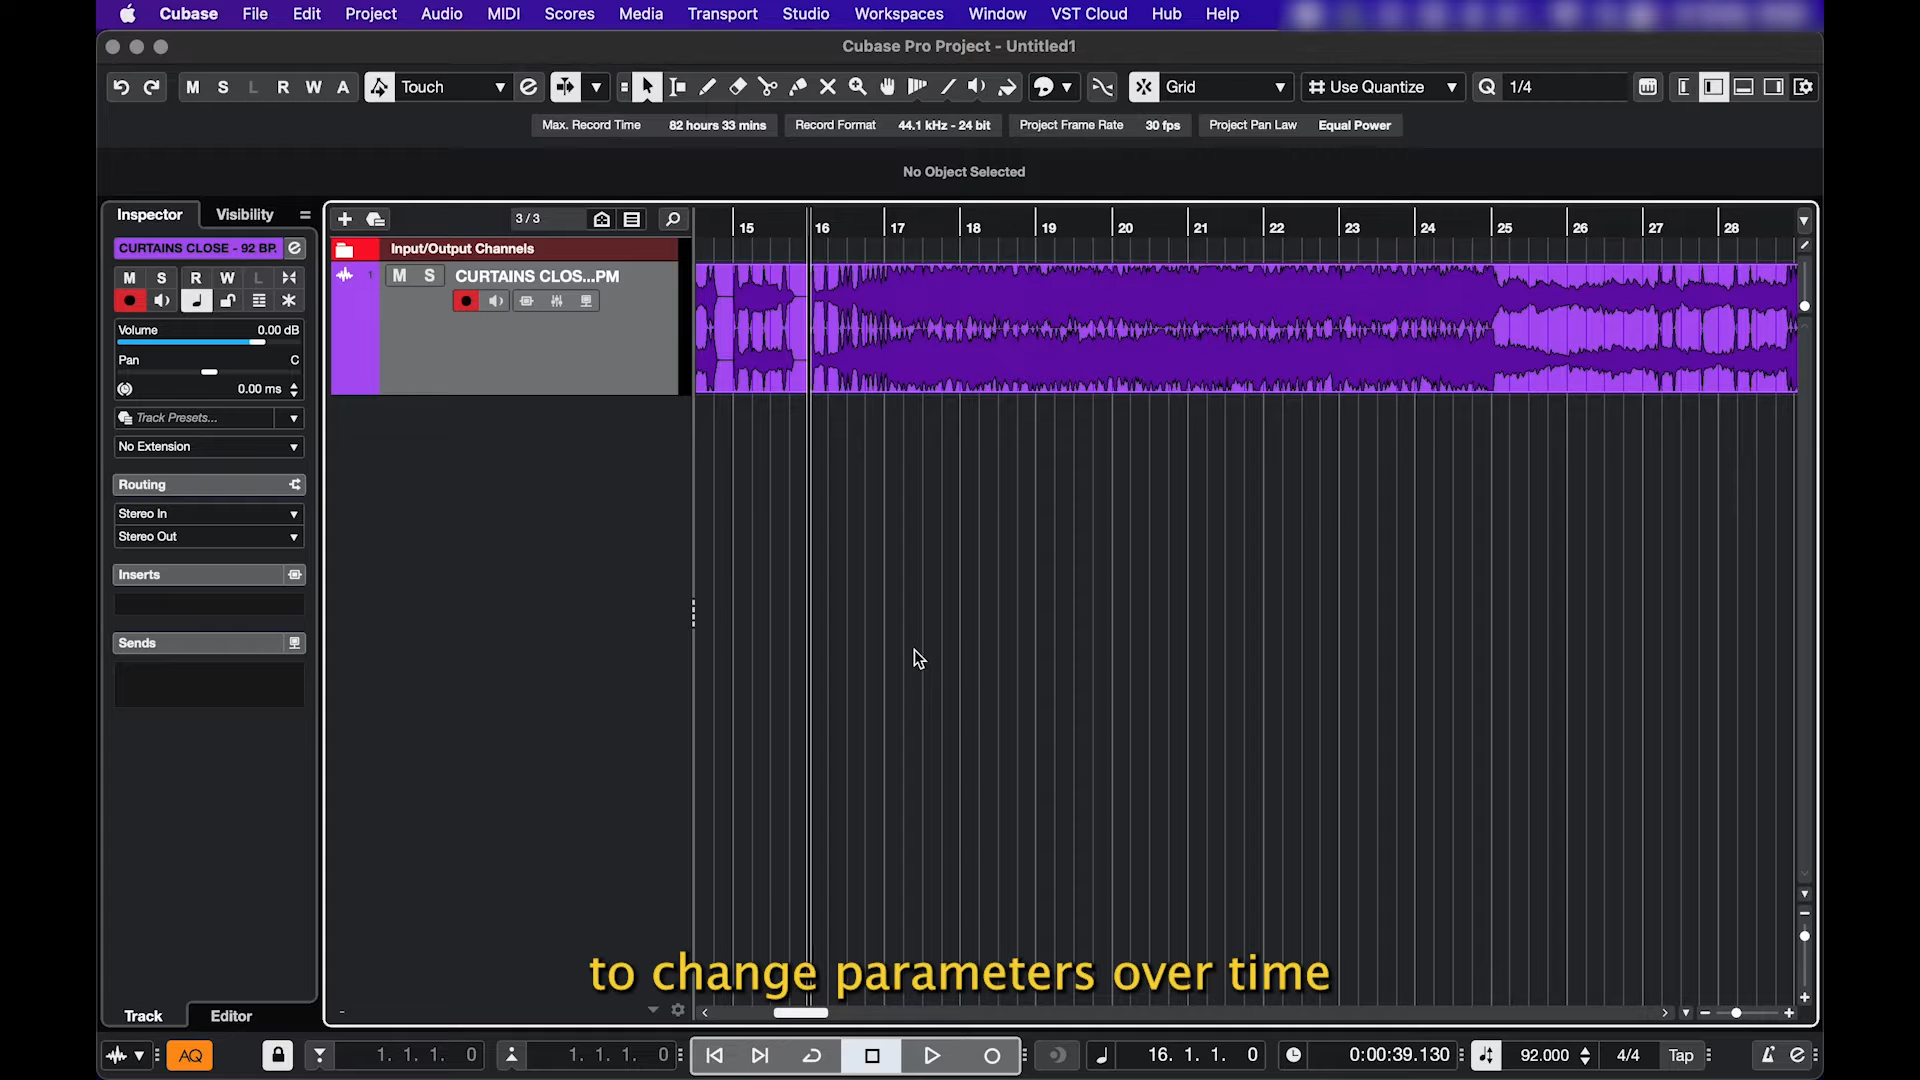 Cubase File Edit Project Audio MIDI Scores Media Transport Studio Workspaces Window VST Cloud Hub Help
Cubase Pro Project - Untitled1
M S L R W A Touch Grid Use Quantize Q 1/4
Max. Record Time 82 hours 33 mins Record Format 44.1 kHz - 24 bit Project Frame Rate 30 fps Project Pan Law Equal Power
No Object Selected
Inspector Visibility
3 / 3
15 16 17 18 19 20 21 22 23 24 25 26 27 28
CURTAINS CLOSE - 92 BP.
Input/Output Channels
M S R W L
1 M S CURTAINS CLOS...PM
Volume 0.00 dB
Pan C
0.00 ms
Track Presets...
No Extension
Routing
Stereo In
Stereo Out
Inserts
Sends
to change parameters over time
Track Editor
AQ 1. 1. 1. 0 1. 1. 1. 0 16. 1. 1. 0 0:00:39.130 92.000 4/4 Tap